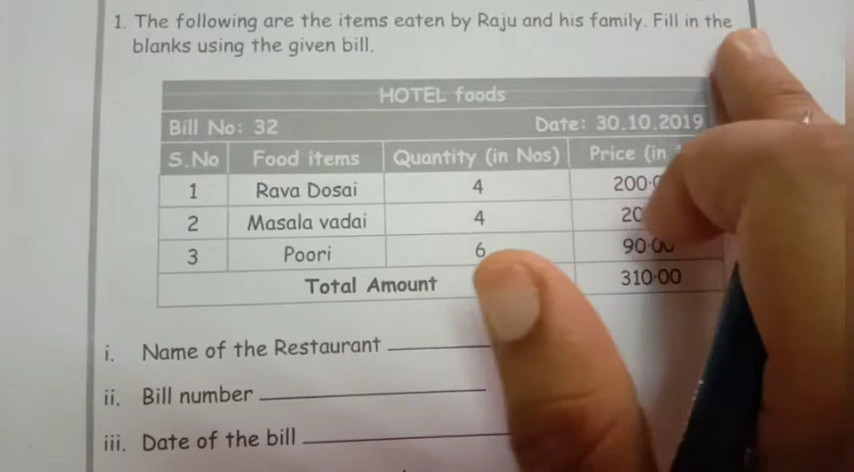 1. The following are the items eaten by Raju and his family. Fill in the
blanks using the given bill.
HOTEL foods
Bill No: 32 Date: 30.10.2019
S.No Food items Quantity (in Nos) Price (in
1 Rava Dosai 4
2 Masala vadai 4
3 Poori 6 90.00
Total Amount 310.00
i. Name of the Restaurant
ii. Bill number
iii. Date of the bill